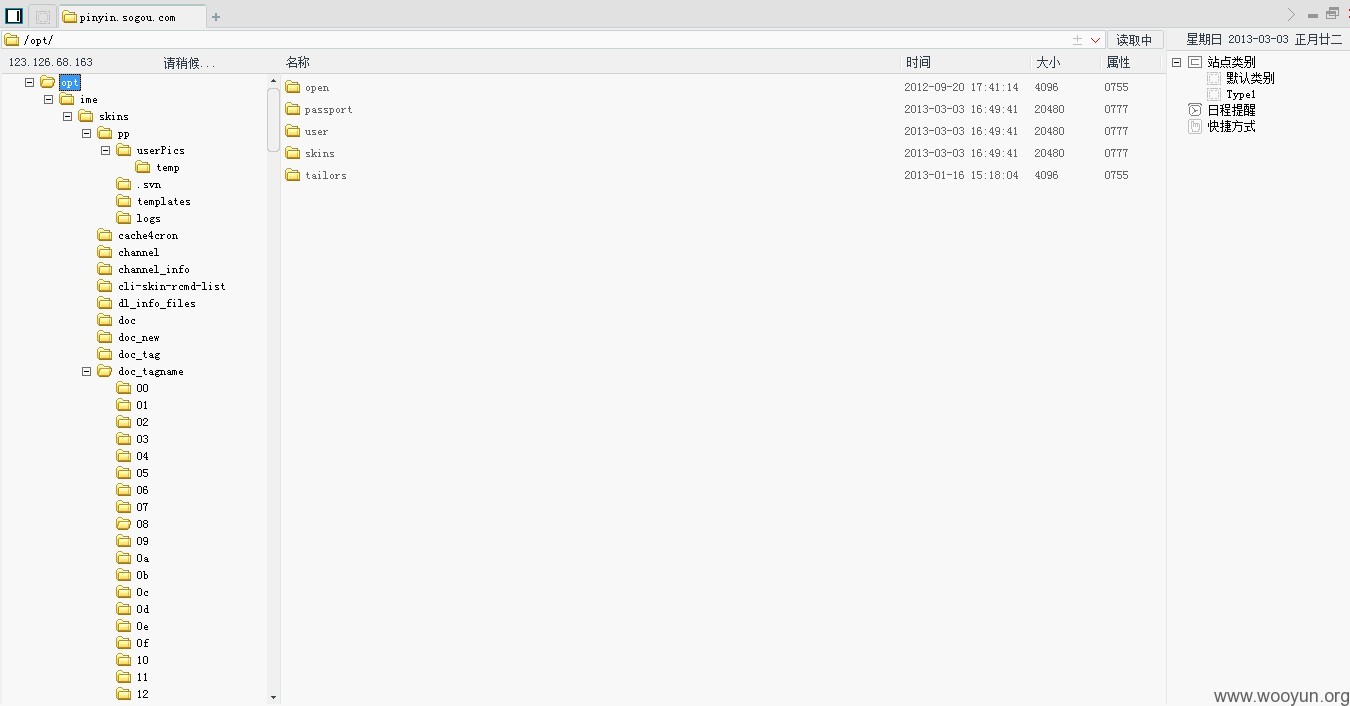 pinyin.sogou.com
/opt/
读取中
星期日 2013-03-03 正月廿二
123.126.68.163 请稍候...
名称 时间 大小 属性
opt
ime
skins
pp
userPics
temp
.svn
templates
logs
cache4cron
channel
channel_info
cli-skin-rcmd-list
dl_info_files
doc
doc_new
doc_tag
doc_tagname
00
01
02
03
04
05
06
07
08
09
0a
0b
0c
0d
0e
0f
10
11
12
open 2012-09-20 17:41:14 4096 0755
passport 2013-03-03 16:49:41 20480 0777
user 2013-03-03 16:49:41 20480 0777
skins 2013-03-03 16:49:41 20480 0777
tailors 2013-01-16 15:18:04 4096 0755
站点类别
默认类别
Type1
日程提醒
快捷方式
www.wooyun.org